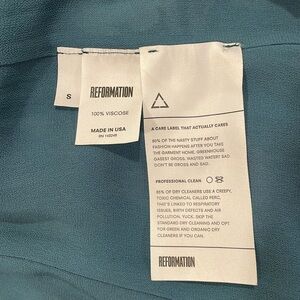 S
REFORMATION
100% VISCOSE
MADE IN USA
A CARE LABEL THAT ACTUALLY CARES
80% OF THE NASTY STUFF ABOUT
FASHION HAPPENS AFTER YOU TAKE
THE GARMENT HOME. GREENHOUSE
GASES? GROSS. WASTED WATER? SAD
DON'T BE GROSS AND SAD.
PROFESSIONAL CLEAN
85% OF DRY CLEANERS USE A CREEPY,
TOXIC CHEMICAL CALLED PERC,
THAT'S LINKED TO RESPIRATORY
ISSUES, BIRTH DEFECTS AND AIR
POLLUTION. YUCK. SKIP THE
STANDARD DRY CLEANING AND OPT
FOR GREEN AND ORGANIC DRY
CLEANERS IF YOU CAN.
REFORMATION